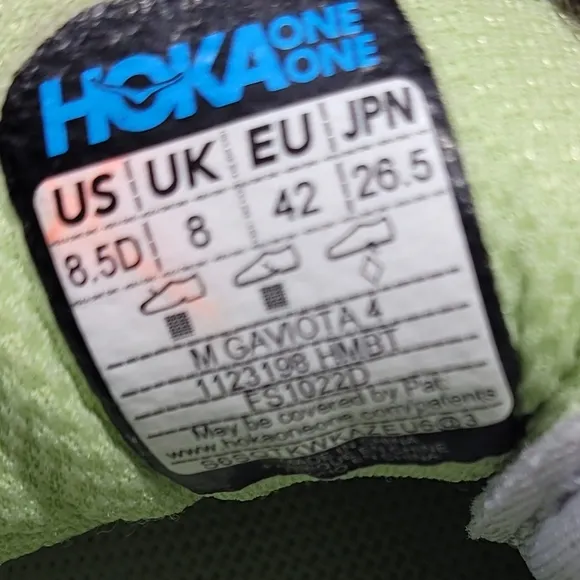 HOKA ONE ONE
US UK EU JPN
8.5D 8 42 26.5
M GAVIOTA 4
1123198 HMBT
FS1022D
May be covered by Pat.
www.hokaoneone.com/patents